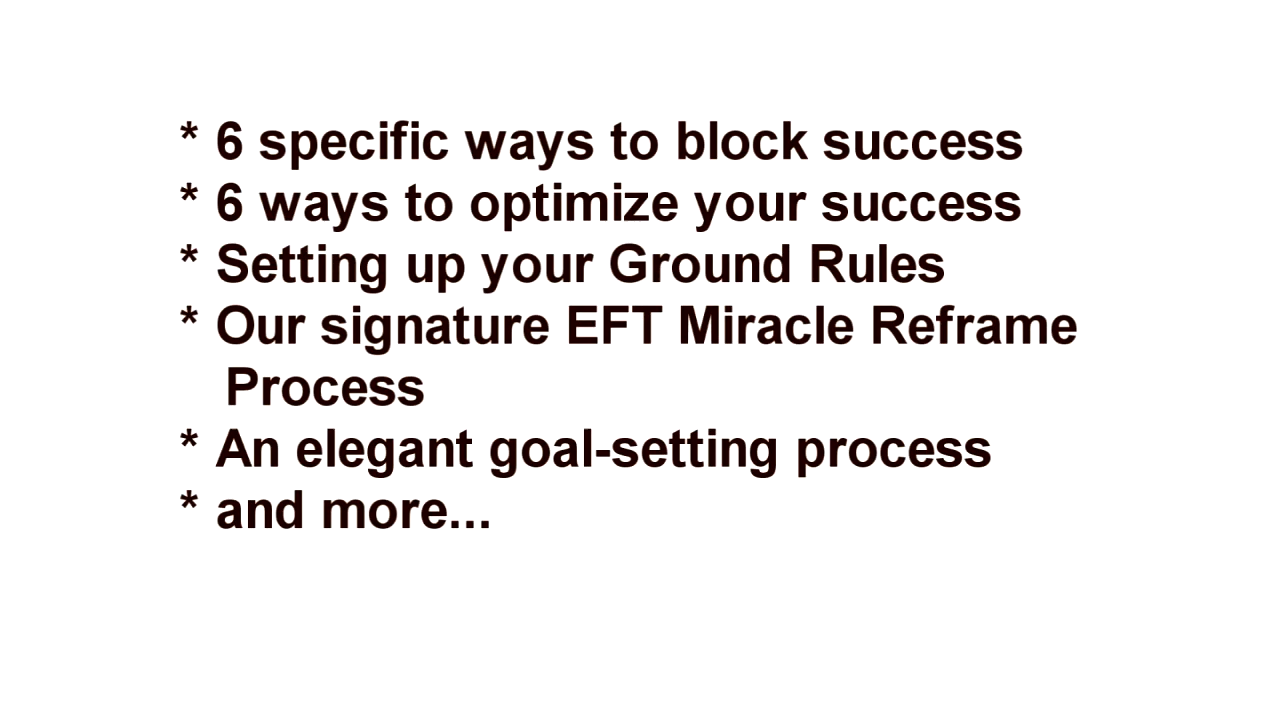 * 6 specific ways to block success
* 6 ways to optimize your success
* Setting up your Ground Rules
* Our signature EFT Miracle Reframe
Process
* An elegant goal-setting process
* and more...